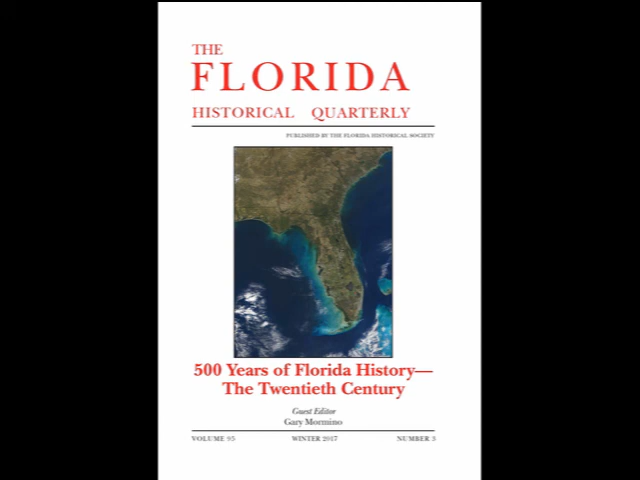 THE
FLORIDA
HISTORICAL QUARTERLY
PUBLISHED BY THE FLORIDA HISTORICAL SOCIETY
500 Years of Florida History—
The Twentieth Century
Guest Editor
Gary Mormino
VOLUME 95 WINTER 2017 NUMBER 3